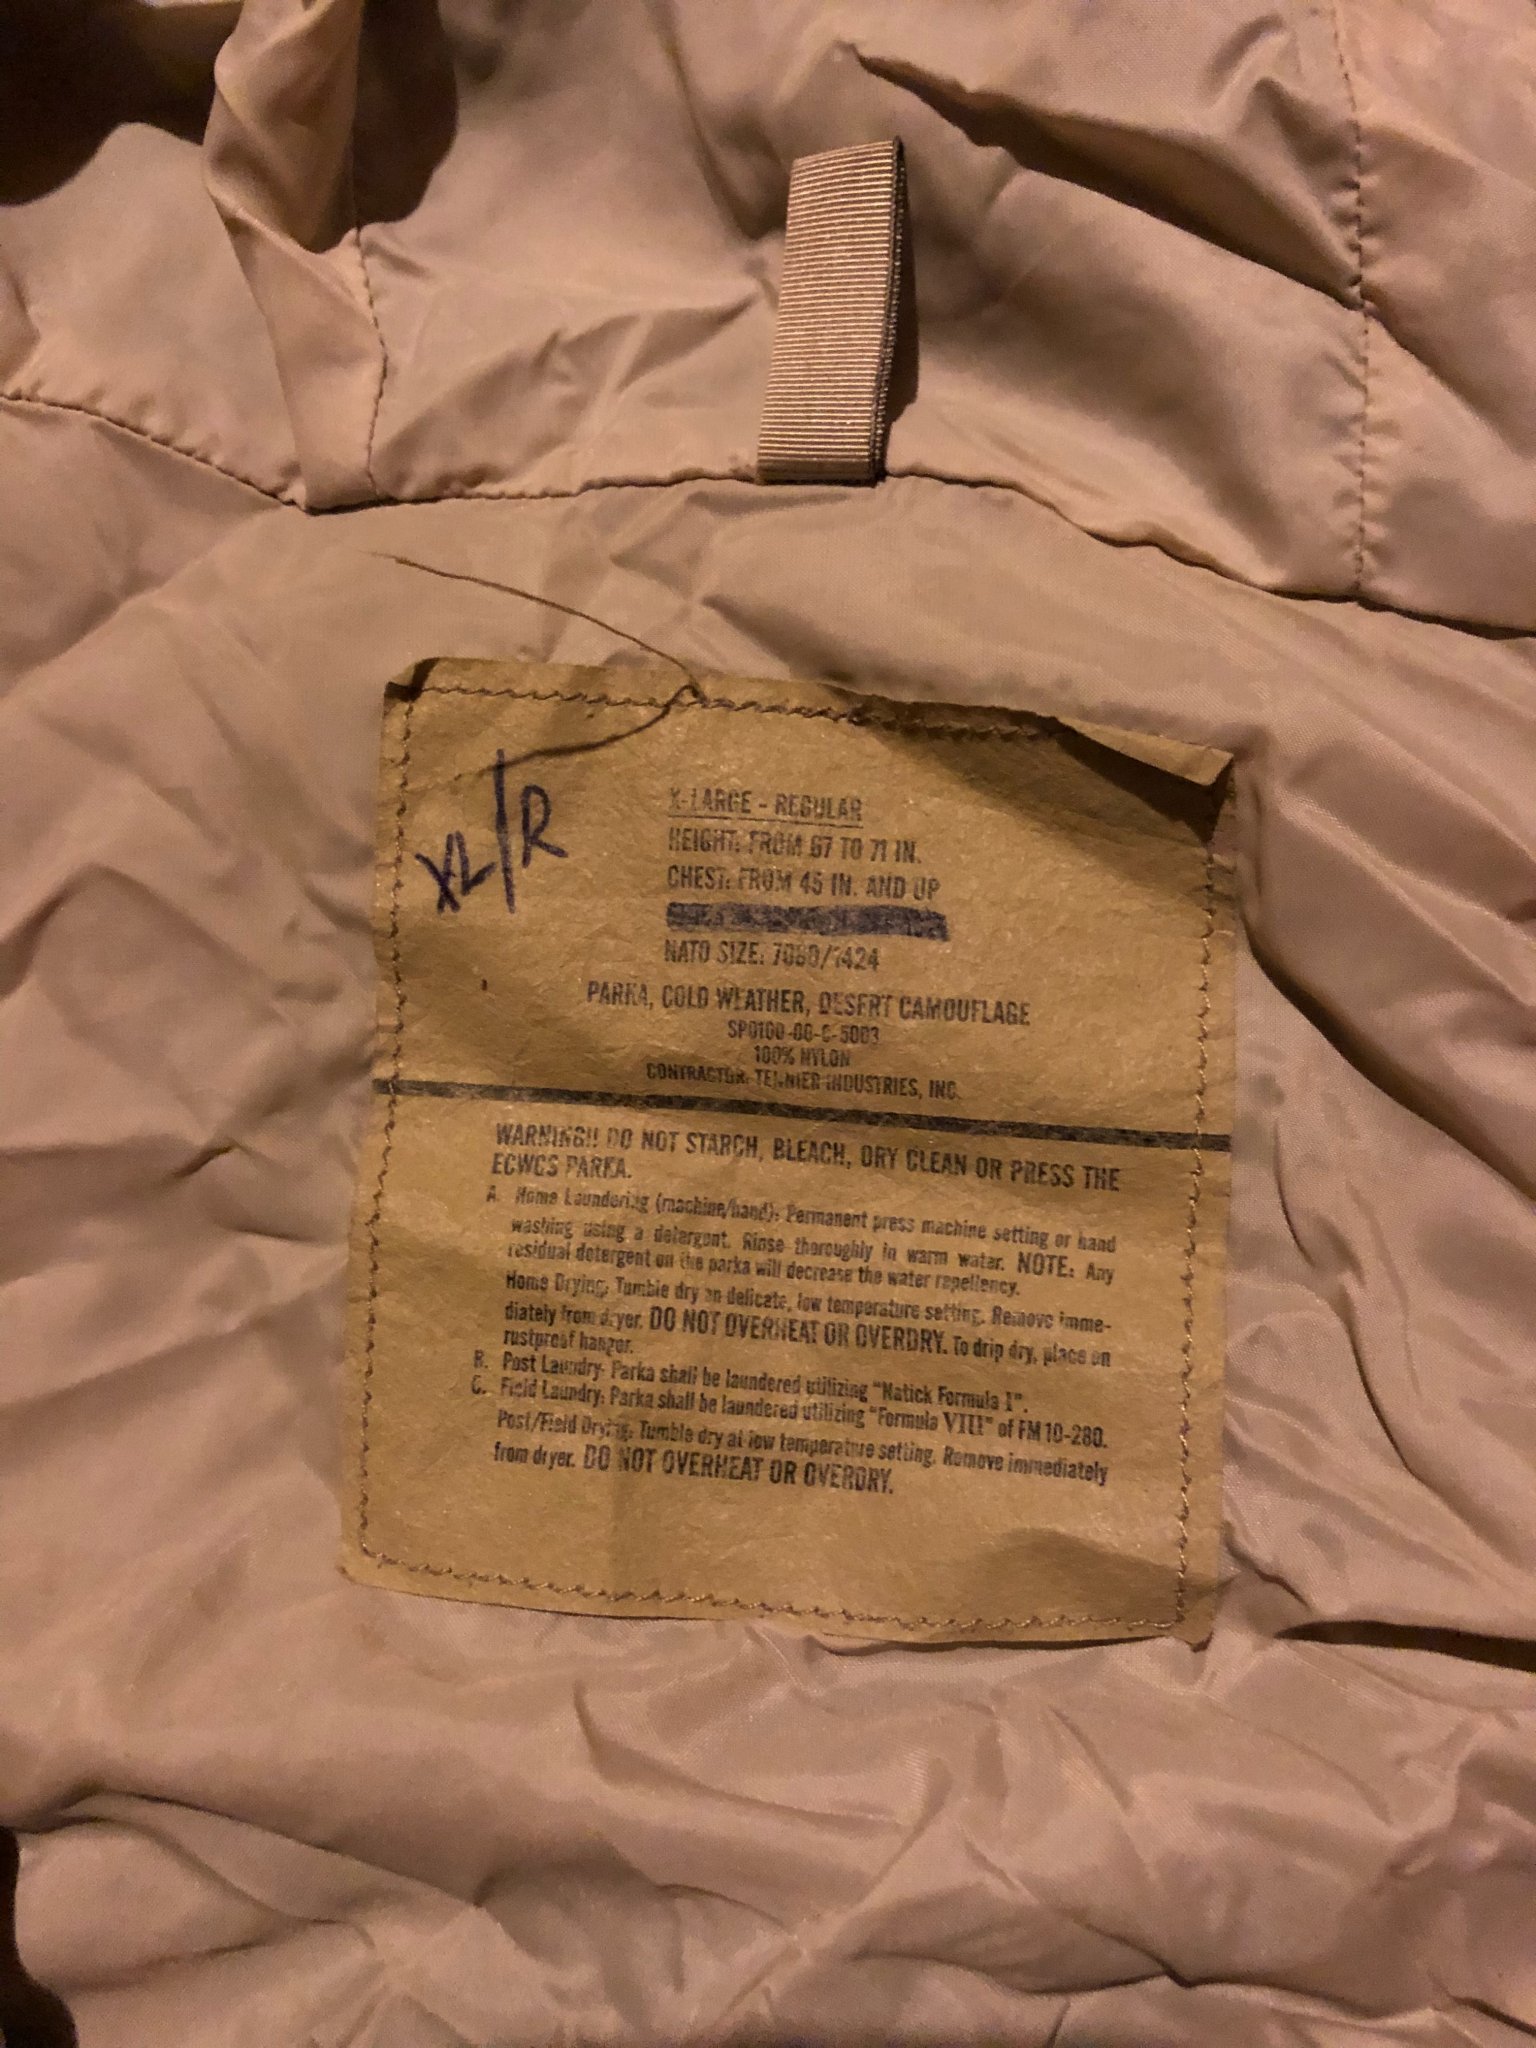 XL/R
X-LARGE - REGULAR
HEIGHT: FROM 67 TO 71 IN.
CHEST: FROM 45 IN. AND UP
NATO SIZE: 7080/1424
PARKA, COLD WEATHER, DESERT CAMOUFLAGE
SP0100-00-C-5003
100% NYLON
CONTRACTOR: TENNIER INDUSTRIES, INC.
WARNING!! DO NOT STARCH, BLEACH, DRY CLEAN OR PRESS THE
ECWCS PARKA.
A. Home Laundering (machine/hand): Permanent press machine setting or hand
washing using a detergent. Rinse thoroughly in warm water. NOTE: Any
residual detergent on the parka will decrease the water repellency.
Home Drying: Tumble dry on delicate, low temperature setting. Remove imme-
diately from dryer. DO NOT OVERHEAT OR OVERDRY. To drip dry, place on
rustproof hanger.
B. Post Laundry: Parka shall be laundered utilizing "Natick Formula I".
C. Field Laundry: Parka shall be laundered utilizing "Formula VIII" of FM 10-280.
Post/Field Drying: Tumble dry at low temperature setting. Remove immediately
from dryer. DO NOT OVERHEAT OR OVERDRY.